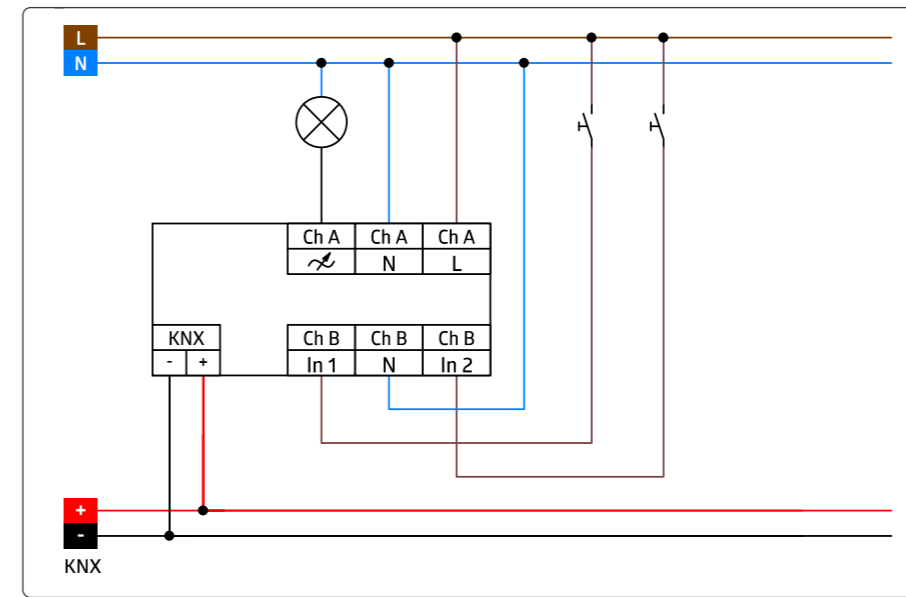 L
N
Ch A Ch A Ch A
N L
KNX
- +
Ch B Ch B Ch B
In 1 N In 2
+
-
KNX